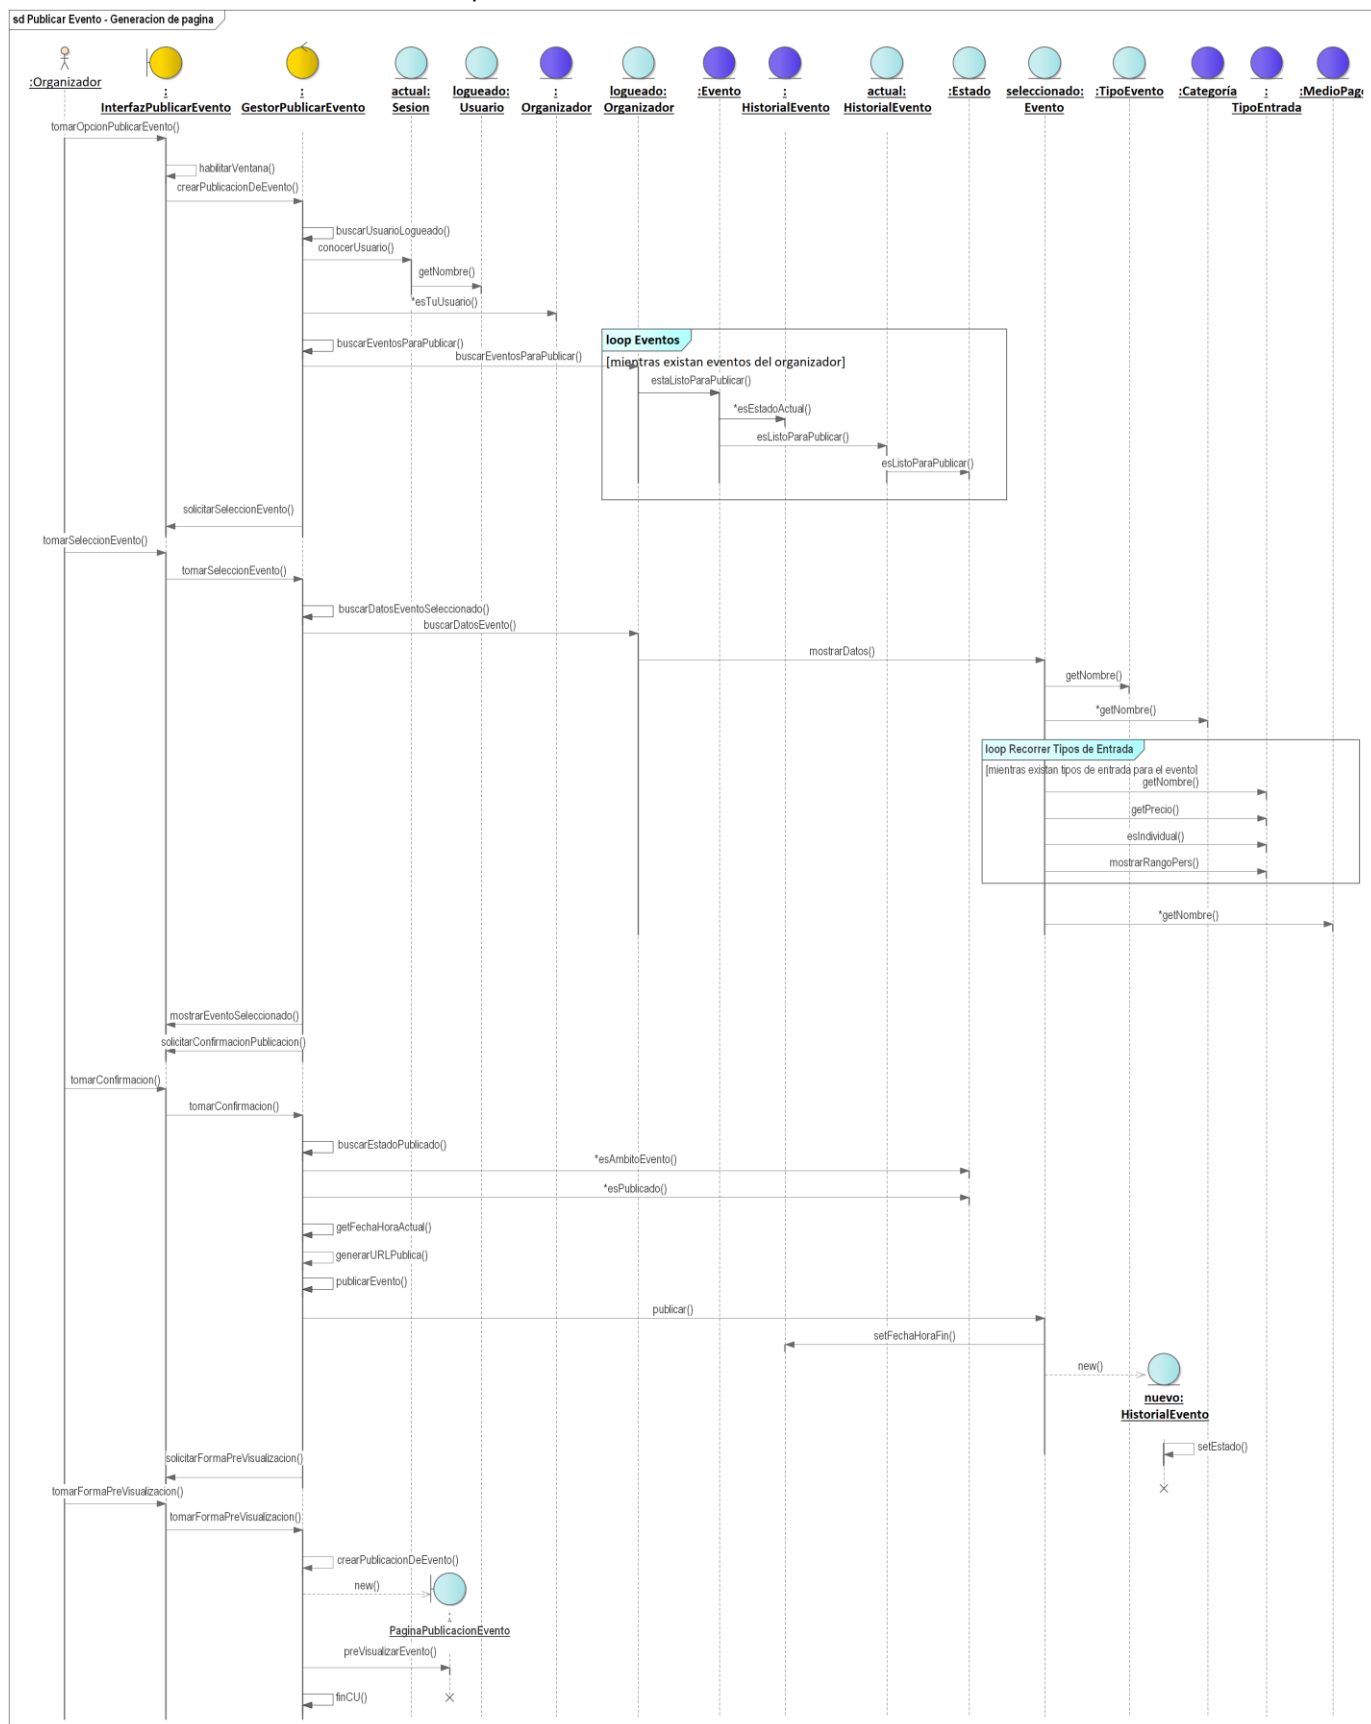 sd Publicar Evento - Generacion de pagina
:Organizador
:
InterfazPublicarEvento
:
GestorPublicarEvento
actual:
Sesion
logueado:
Usuario
:
Organizador
logueado:
Organizador
:Evento
:
HistorialEvento
actual:
HistorialEvento
:Estado
seleccionado:
Evento
:TipoEvento
:Categoría
:
TipoEntrada
:MedioPago
tomarOpcionPublicarEvento()
habilitarVentana()
crearPublicacionDeEvento()
buscarUsuarioLogueado()
conocerUsuario()
getNombre()
*esTuUsuario()
loop Eventos
buscarEventosParaPublicar()
buscarEventosParaPublicar()
[mientras existan eventos del organizador]
estaListoParaPublicar()
*esEstadoActual()
esListoParaPublicar()
esListoParaPublicar()
solicitarSeleccionEvento()
tomarSeleccionEvento()
tomarSeleccionEvento()
buscarDatosEventoSeleccionado()
buscarDatosEvento()
mostrarDatos()
getNombre()
*getNombre()
loop Recorrer Tipos de Entrada
[mientras existan tipos de entrada para el evento]
getNombre()
getPrecio()
esIndividual()
mostrarRangoPers()
*getNombre()
mostrarEventoSeleccionado()
solicitarConfirmacionPublicacion()
tomarConfirmacion()
tomarConfirmacion()
buscarEstadoPublicado()
*esAmbitoEvento()
*esPublicado()
getFechaHoraActual()
generarURLPublica()
publicarEvento()
publicar()
setFechaHoraFin()
new()
nuevo:
HistorialEvento
setEstado()
solicitarFormaPreVisualizacion()
tomarFormaPreVisualizacion()
tomarFormaPreVisualizacion()
crearPublicacionDeEvento()
new()
:
PaginaPublicacionEvento
preVisualizarEvento()
finCU()